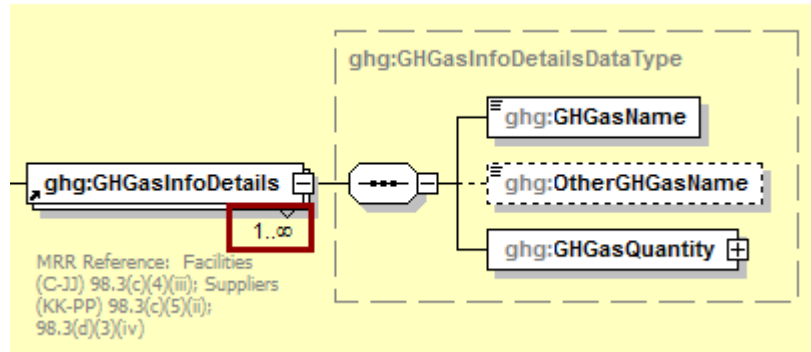 ghg:GHGasInfoDetailsDataType
ghg:GHGasName
ghg:GHGasInfoDetails
ghg:OtherGHGasName
1..∞
ghg:GHGasQuantity
MRR Reference: Facilities
(C-JJ) 98.3(c)(4)(iii); Suppliers
(KK-PP) 98.3(c)(5)(ii);
98.3(d)(3)(iv)